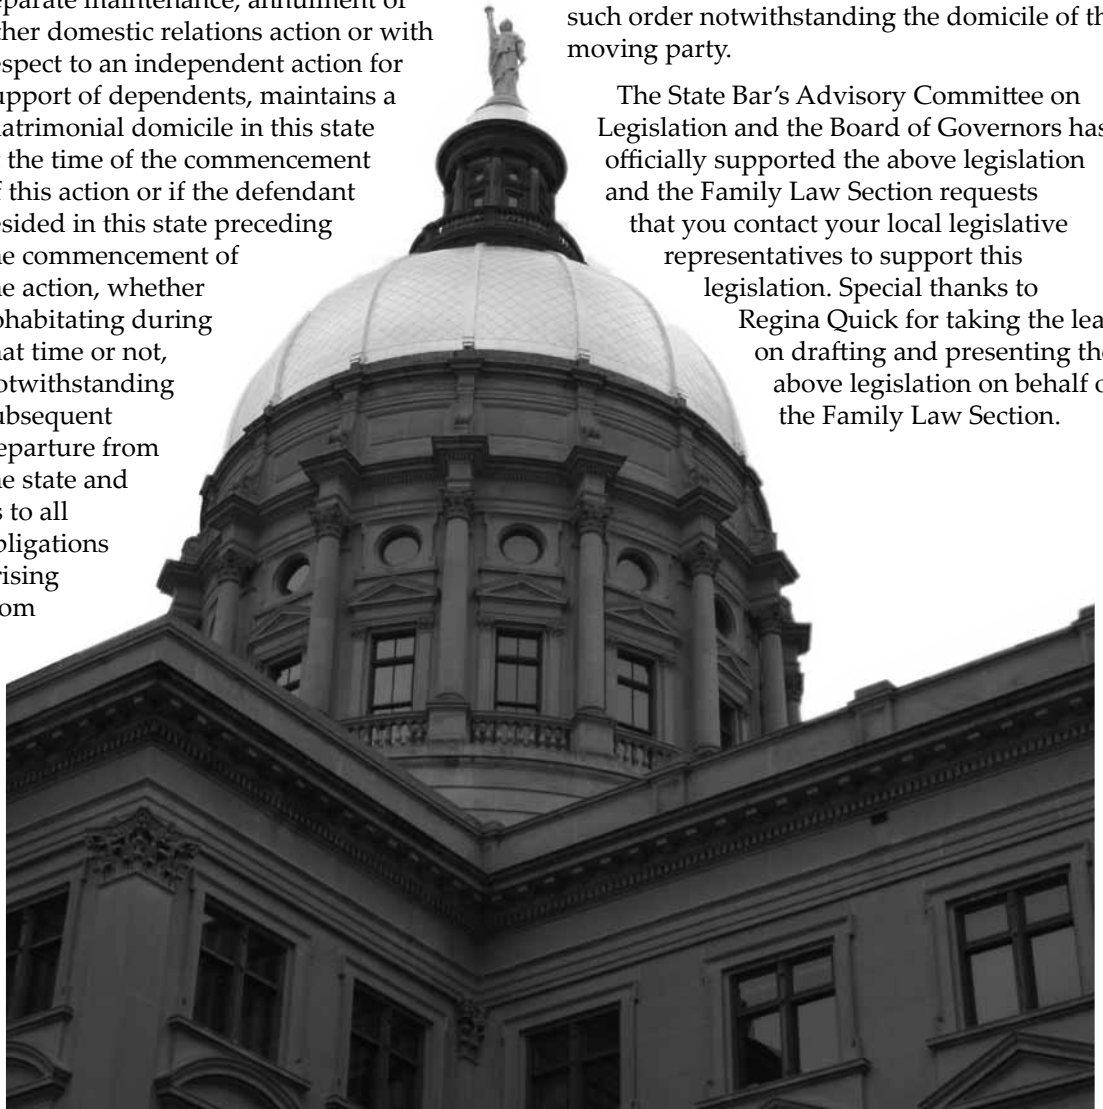 eparate maintenance, annulment or
ther domestic relations action or with
espect to an independent action for
upport of dependents, maintains a
atrimonial domicile in this state
the time of the commencement
f this action or if the defendant
esided in this state preceding
he commencement of
he action, whether
ohabitating during
hat time or not,
otwithstanding
ubsequent
eparture from
he state and
s to all
bligations
rising
om
such order notwithstanding the domicile of th
moving party.
The State Bar's Advisory Committee on
Legislation and the Board of Governors has
officially supported the above legislation
and the Family Law Section requests
that you contact your local legislative
representatives to support this
legislation. Special thanks to
Regina Quick for taking the lea
on drafting and presenting the
above legislation on behalf o
the Family Law Section.